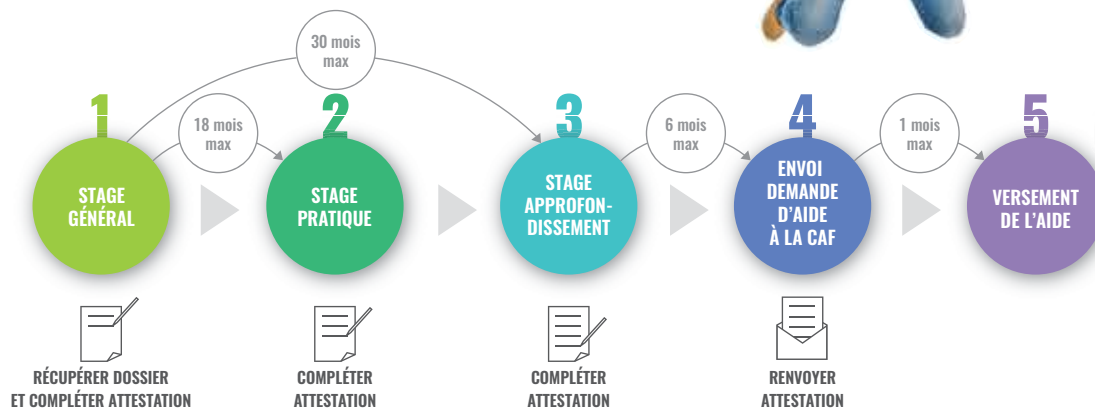 30 mois
max
1
18 mois
max
2
3
6 mois
max
4
1 mois
max
5
STAGE
GÉNÉRAL
STAGE
PRATIQUE
STAGE
APPROFON-
DISSEMENT
ENVOI
DEMANDE
D'AIDE
À LA CAF
VERSEMENT
DE L'AIDE
RÉCUPÉRER DOSSIER
ET COMPLÉTER ATTESTATION
COMPLÉTER
ATTESTATION
COMPLÉTER
ATTESTATION
RENVOYER
ATTESTATION